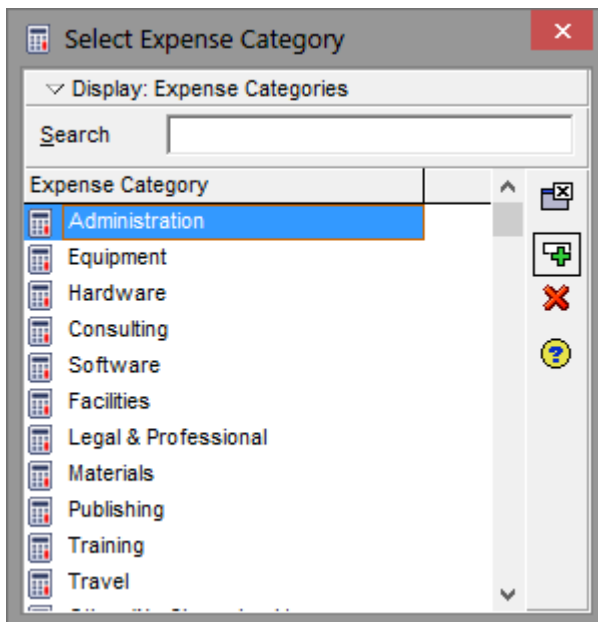 Select Expense Category
Display: Expense Categories
Search
Expense Category
Administration
Equipment
Hardware
Consulting
Software
Facilities
Legal & Professional
Materials
Publishing
Training
Travel